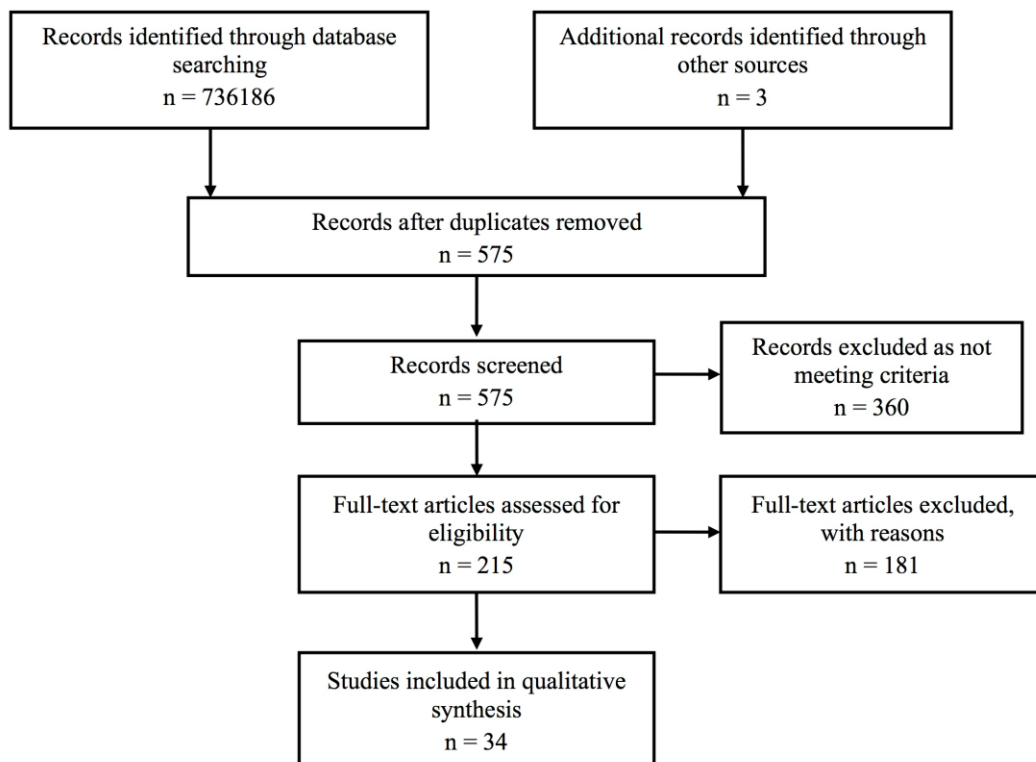 Records identified through database
searching
n = 736186
Additional records identified through
other sources
n = 3
Records after duplicates removed
n = 575
Records screened
n = 575
Records excluded as not
meeting criteria
n = 360
Full-text articles assessed for
eligibility
n = 215
Full-text articles excluded,
with reasons
n = 181
Studies included in qualitative
synthesis
n = 34